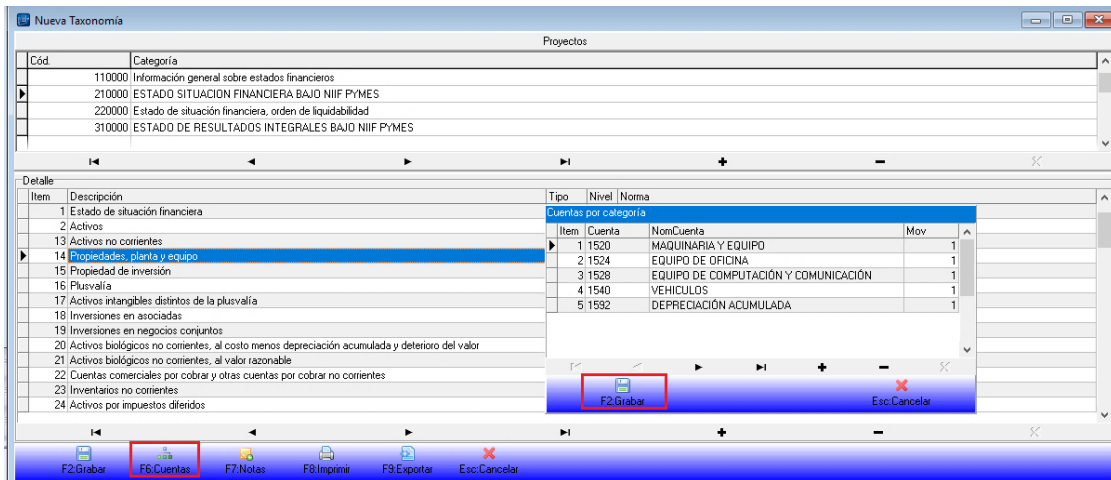 Nueva Taxonomía
Proyectos
Cód. Categoría
110000 Información general sobre estados financieros
210000 ESTADO SITUACION FINANCIERA BAJO NIIF PYMES
220000 Estado de situación financiera, orden de liquidabilidad
310000 ESTADO DE RESULTADOS INTEGRALES BAJO NIIF PYMES
Detalle
Item Descripción Tipo Nivel Norma
1 Estado de situación financiera
2 Activos
13 Activos no corrientes
14 Propiedades, planta y equipo
15 Propiedad de inversión
16 Plusvalía
17 Activos intangibles distintos de la plusvalía
18 Inversiones en asociadas
19 Inversiones en negocios conjuntos
20 Activos biológicos no corrientes, al costo menos depreciación acumulada y deterioro del valor
21 Activos biológicos no corrientes, al valor razonable
22 Cuentas comerciales por cobrar y otras cuentas por cobrar no corrientes
23 Inventarios no corrientes
24 Activos por impuestos diferidos
Cuentas por categoría
Item Cuenta NomCuenta Mov
1 1520 MAQUINARIA Y EQUIPO 1
2 1524 EQUIPO DE OFICINA 1
3 1528 EQUIPO DE COMPUTACIÓN Y COMUNICACIÓN 1
4 1540 VEHICULOS 1
5 1592 DEPRECIACIÓN ACUMULADA 1
F2:Grabar Esc:Cancelar
F2:Grabar F6:Cuentas F7:Notas F8:Imprimir F9:Exportar Esc:Cancelar